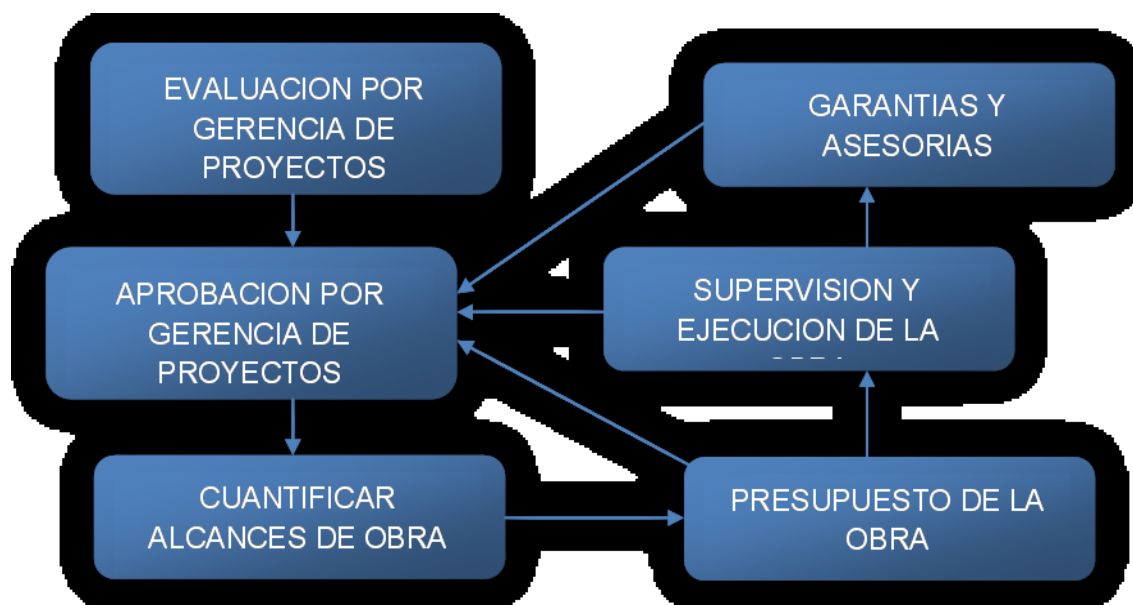 EVALUACION POR
GERENCIA DE
PROYECTOS
APROBACION POR
GERENCIA DE
PROYECTOS
CUANTIFICAR
ALCANCES DE OBRA
GARANTIAS Y
ASESORIAS
SUPERVISION Y
EJECUCION DE LA
OBRA
PRESUPUESTO DE LA
OBRA